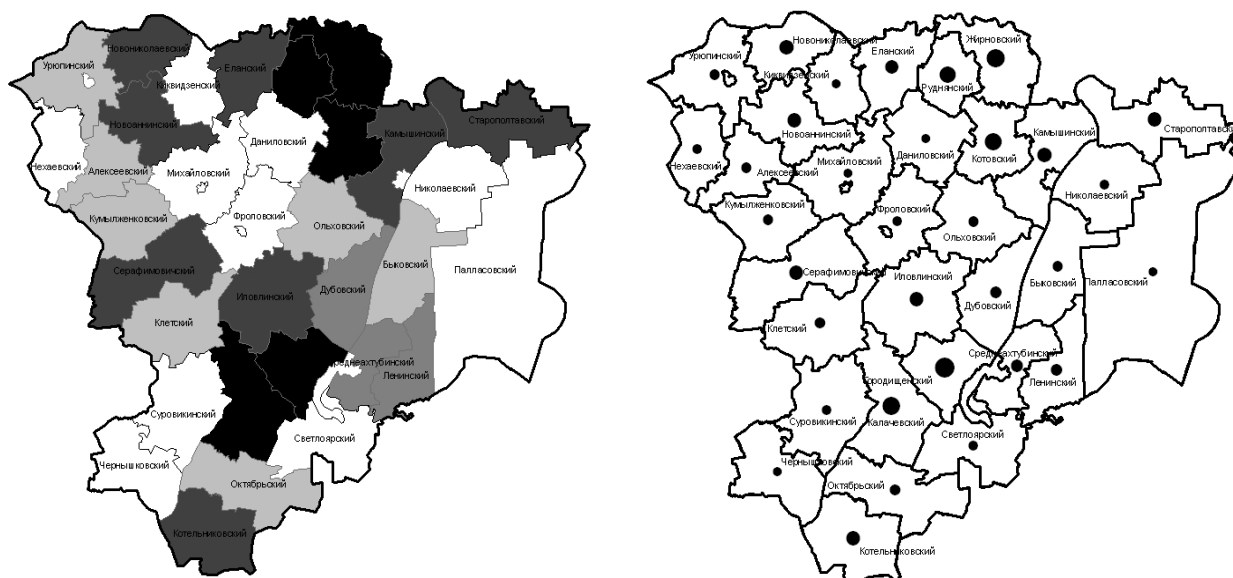 Новониколаевский
Урюпинский
Еланский
Киквидзенский
Новоаннинский
Старополтавский
Камышинский
Даниловский
Нехаевский
Алексеевский
Михайловский
Николаевский
Кумылженковский
Фроловский
Ольховский
Серафимовичский
Быковский
Палласовский
Иловлинский
Дубовский
Клетский
Среднеахтубинский
Ленинский
Суровикинский
Светлоярский
Чернышковский
Октябрьский
Котельниковский
Новониколаевский
Жирновский
Урюпинский
Еланский
Киквидзенский
Руднянский
Новоаннинский
Камышинский
Старополтавс
Даниловский
Котовский
Нехаевский
Алексеевский
Михайловский
Николаевский
Кумылженковский
Фроловский
Ольховский
Серафимовичский
Иловлинский
Быковский
Палласовский
Дубовский
Клетский
Среднеахтубинский
Ленинский
Городищенский
Суровикинский
Калачевский
Светлоярский
Чернышковский
Октябрьский
Котельниковский